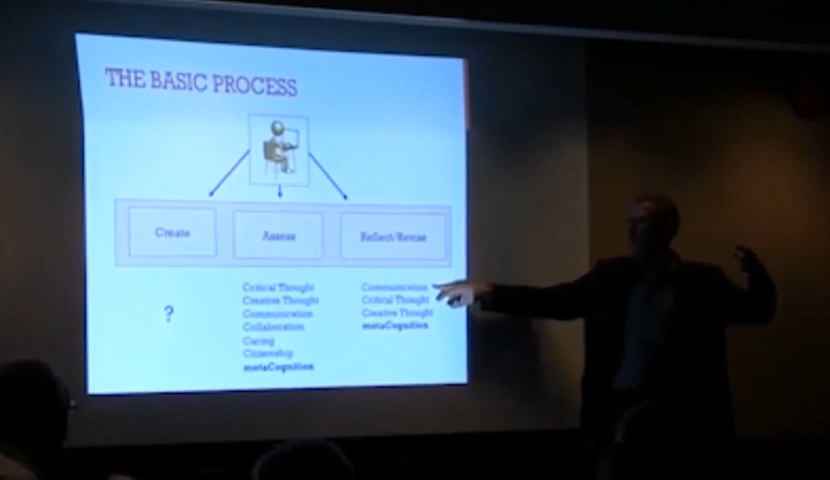 THE BASIC PROCESS
Create
Assess
Reflect/Revise
?
Critical Thought
Creative Thought
Communication
Collaboration
Caring
Citizenship
metaCognition
Communication
Critical Thought
Creative Thought
metaCognition